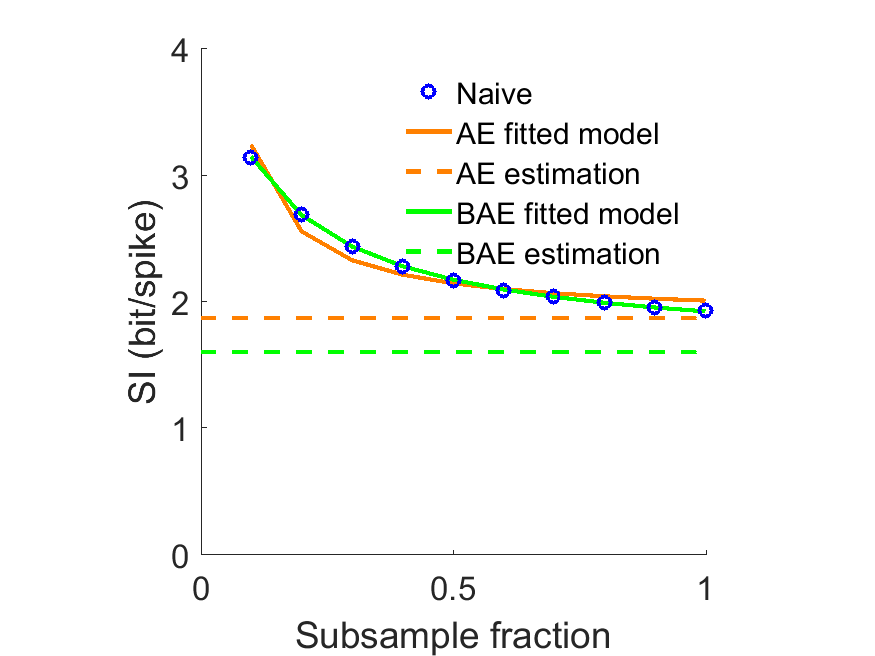 4
3
2
1
0
0
0.5
1
SI (bit/spike)
Subsample fraction
Naive
AE fitted model
AE estimation
BAE fitted model
BAE estimation